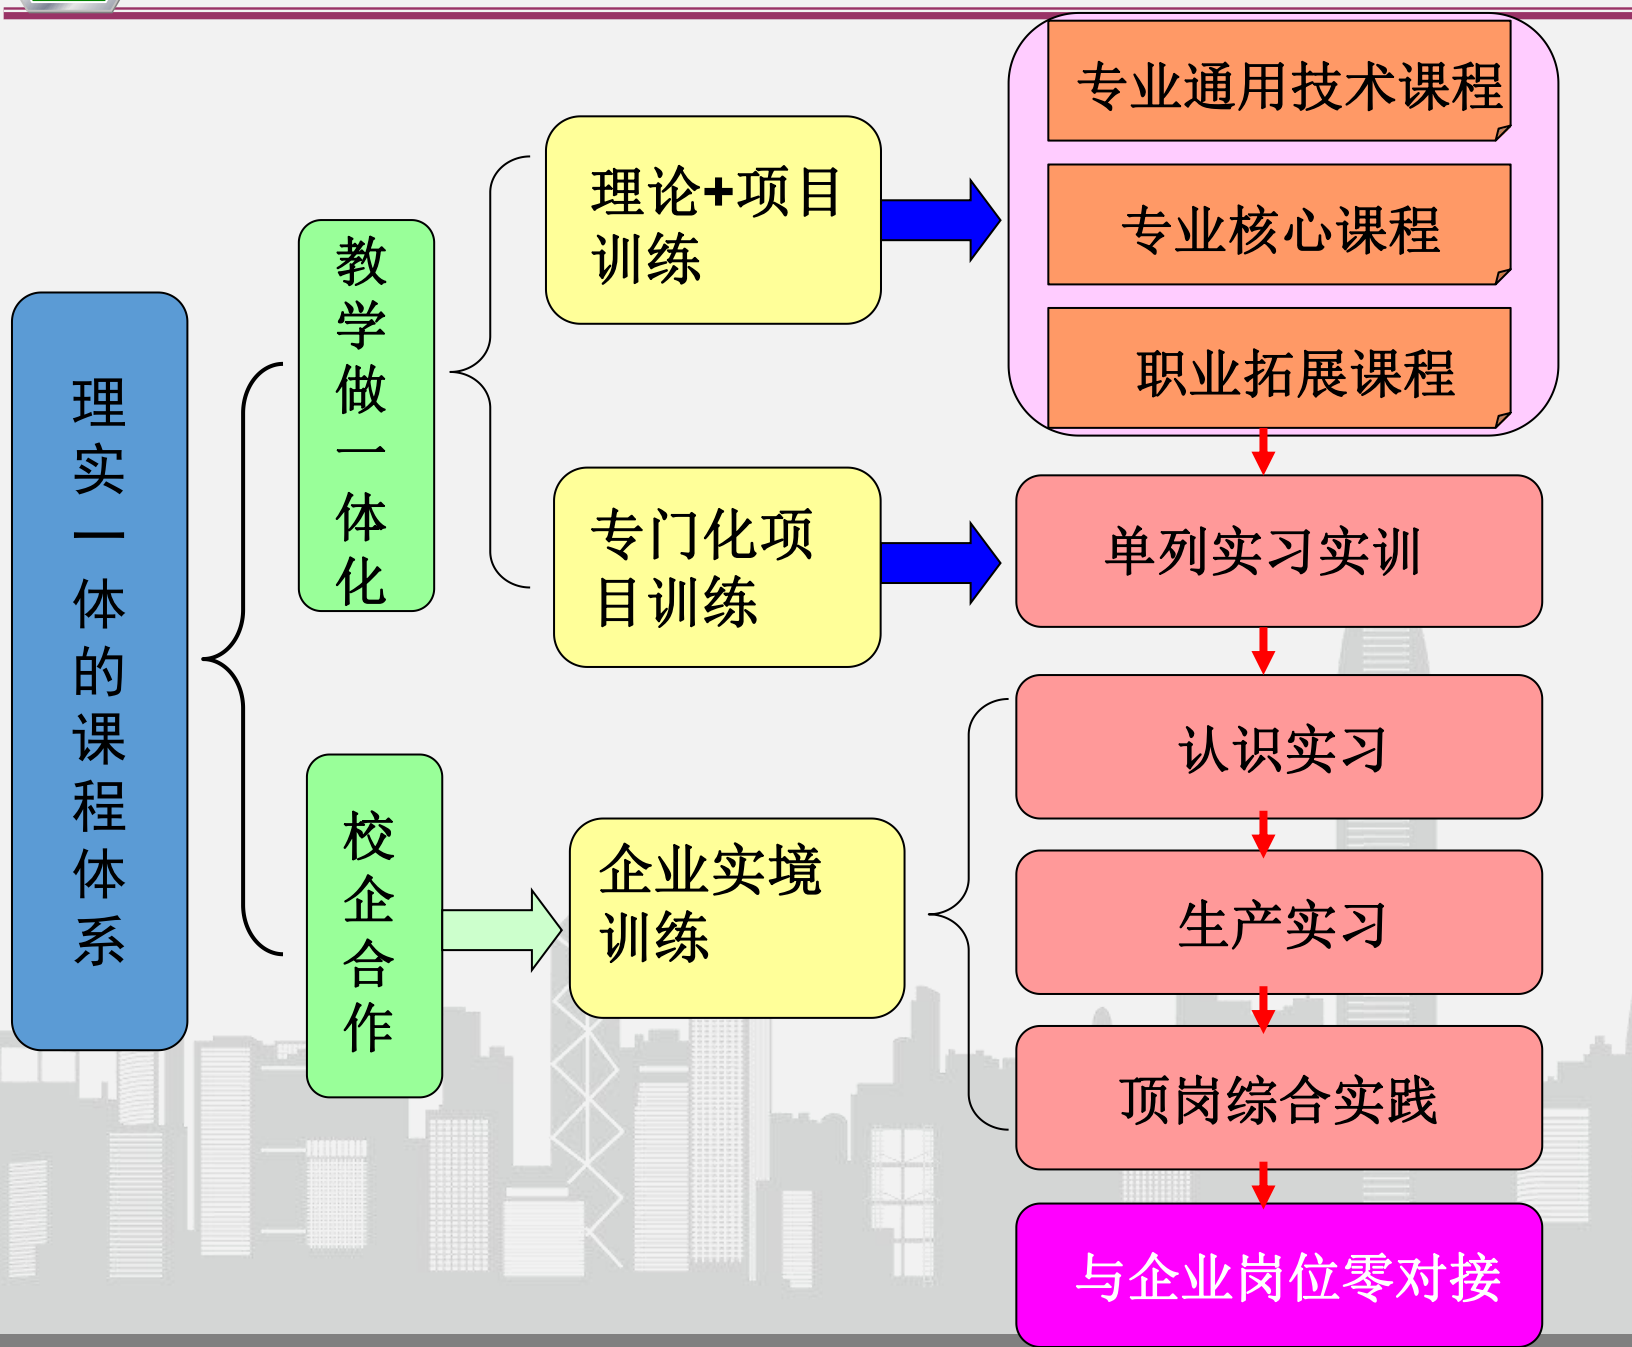 理实一体的课程体系
教学做一体化
校企合作
理论+项目
训练
专门化项
目训练
企业实境
训练
专业通用技术课程
专业核心课程
职业拓展课程
单列实习实训
认识实习
生产实习
顶岗综合实践
与企业岗位零对接